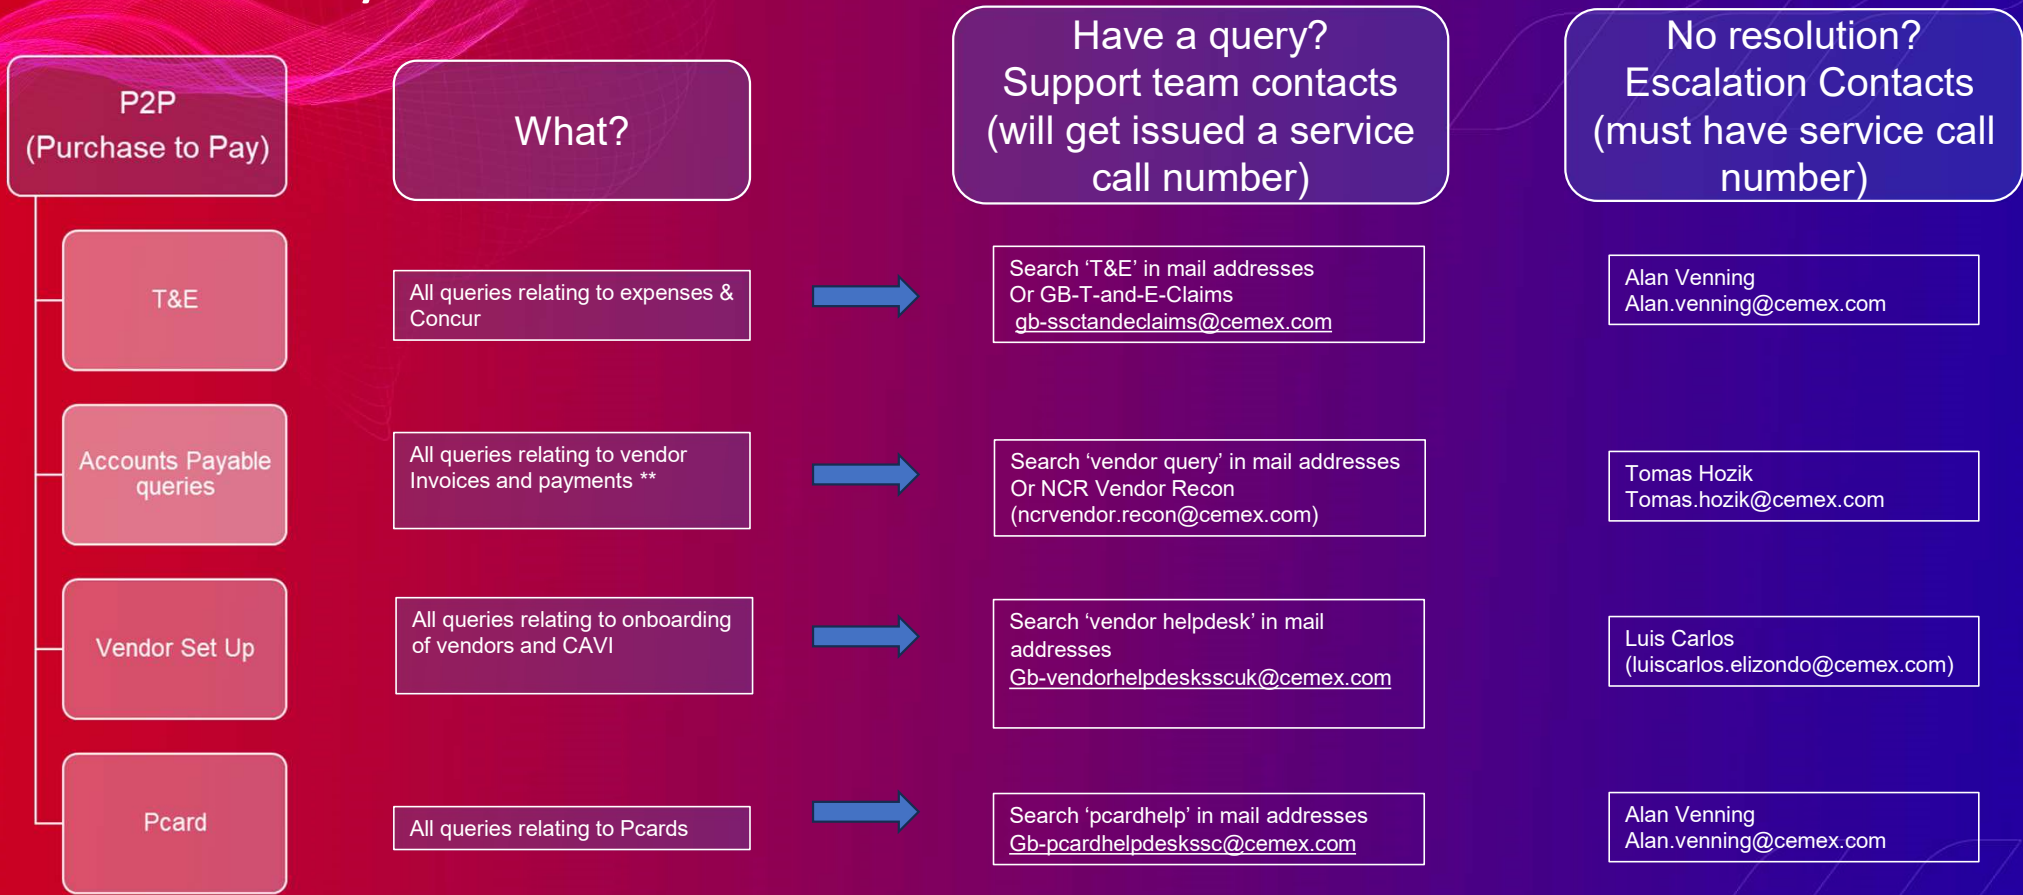 P2P
(Purchase to Pay)
What?
Have a query?
Support team contacts
(will get issued a service
call number)
No resolution?
Escalation Contacts
(must have service call
number)
T&E
All queries relating to expenses &
Concur
Search ‘T&E’ in mail addresses
Or GB-T-and-E-Claims
gb-ssctandeclaims@cemex.com
Alan Venning
Alan.venning@cemex.com
Accounts Payable
queries
All queries relating to vendor
Invoices and payments **
Search ‘vendor query’ in mail addresses
Or NCR Vendor Recon
(ncrvendor.recon@cemex.com)
Tomas Hozik
Tomas.hozik@cemex.com
Vendor Set Up
All queries relating to onboarding
of vendors and CAVI
Search ‘vendor helpdesk’ in mail
addresses
Gb-vendorhelpdesksscuk@cemex.com
Luis Carlos
(luiscarlos.elizondo@cemex.com)
Pcard
All queries relating to Pcards
Search ‘pcardhelp’ in mail addresses
Gb-pcardhelpdeskssc@cemex.com
Alan Venning
Alan.venning@cemex.com